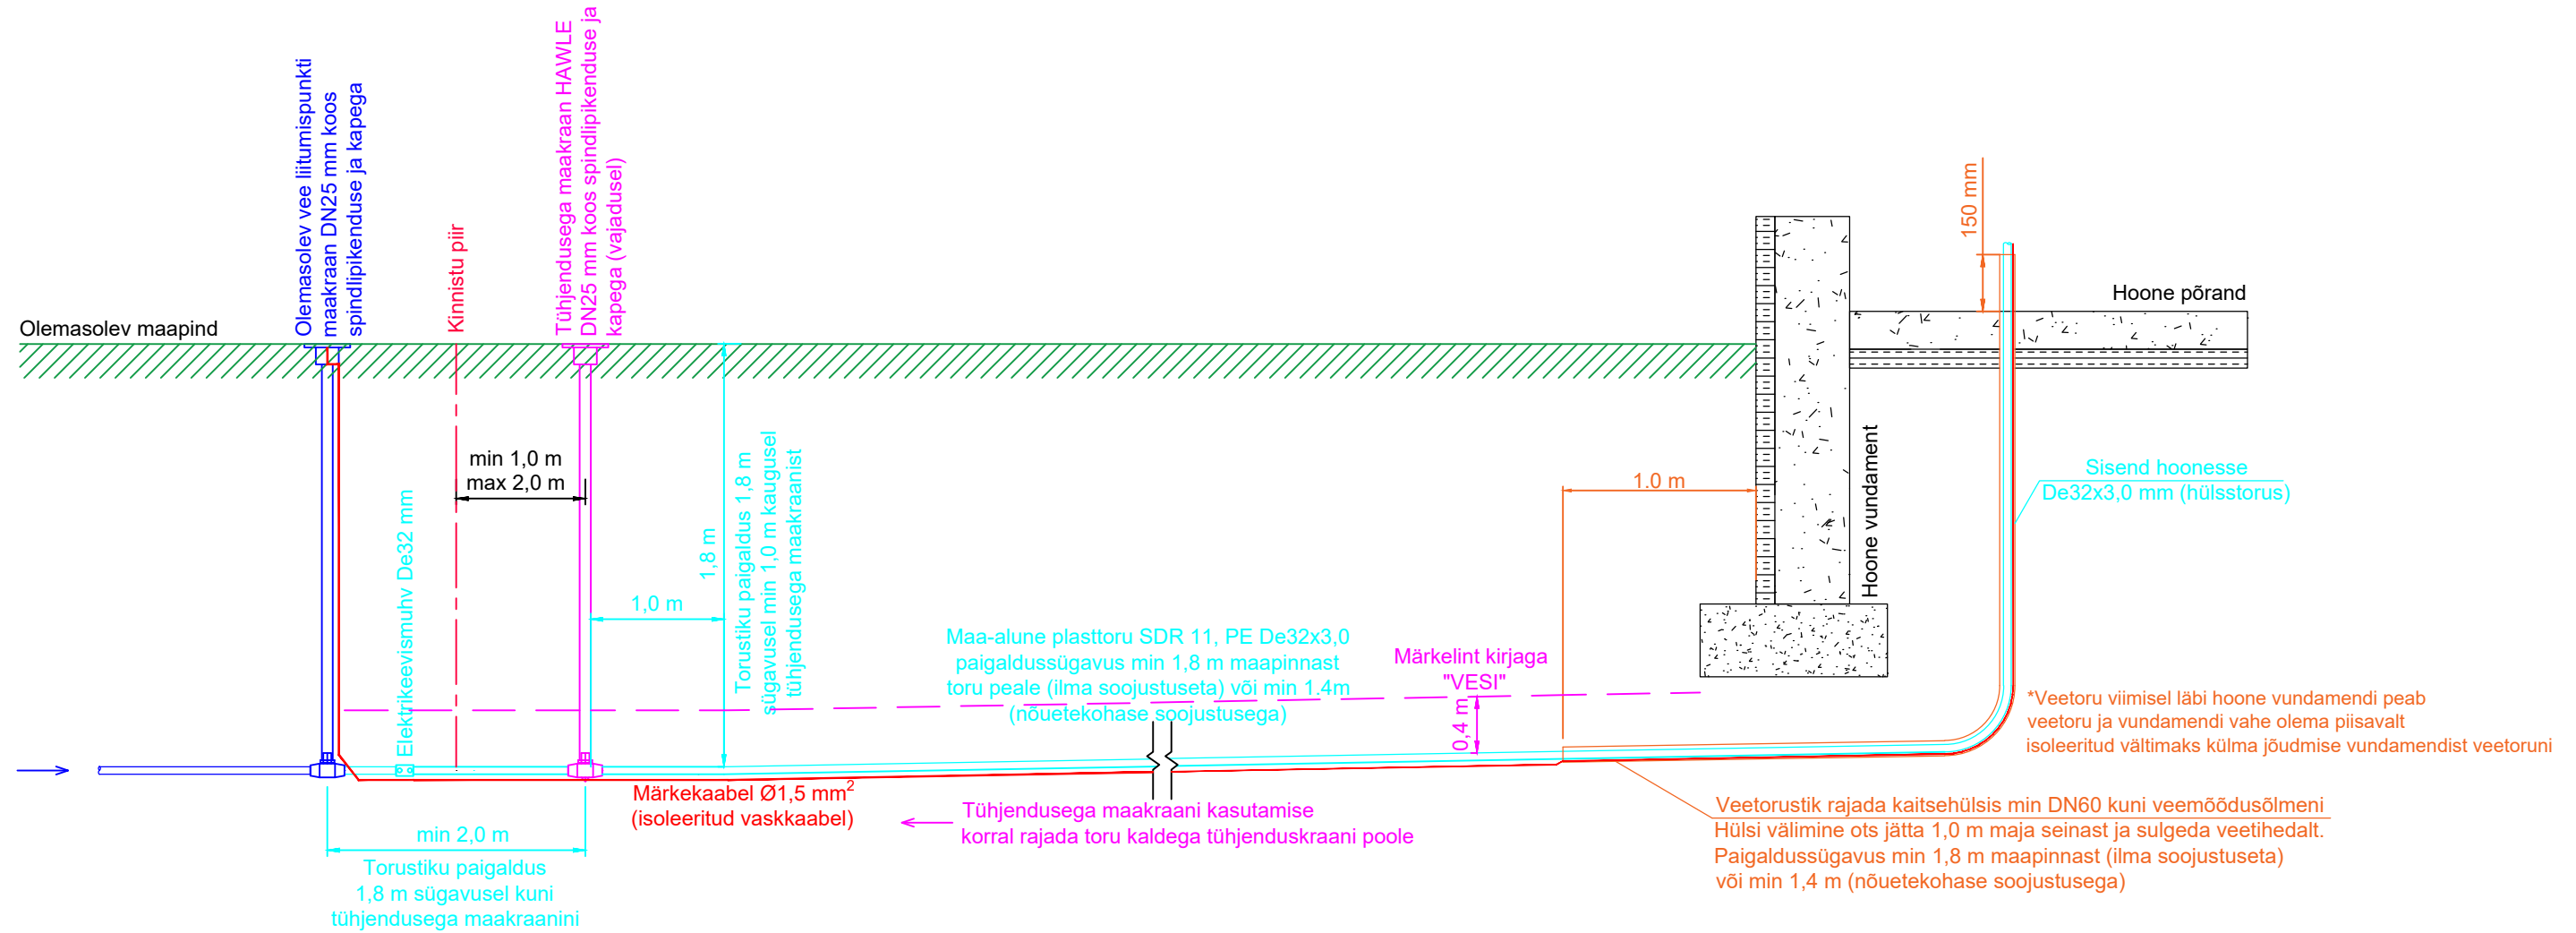 Olemasolev maapind
Olemasolev vee liitumispunkti
maakraan DN25 mm koos
spindlipikenduse ja kapega
Kinnistu piir
Tühjendusega maakraan HAWLE
DN25 mm koos spindlipikenduse ja
kapega (vajadusel)
min 1,0 m
max 2,0 m
Elektrikeevismuhv De32 mm
1,0 m
1,8 m
Torustiku paigaldus 1,8 m
sügavusel min 1,0 m kaugusel
tühjendusega maakraanist
Märkekaabel Ø1,5 mm²
(isoleeritud vaskkaabel)
min 2,0 m
Torustiku paigaldus
1,8 m sügavusel kuni
tühjendusega maakraanini
Maa-alune plasttoru SDR 11, PE De32x3,0
paigaldussügavus min 1,8 m maapinnast
toru peale (ilma soojustuseta) või min 1.4m
(nõuetekohase soojustusega)
Tühjendusega maakraani kasutamise
korral rajada toru kaldega tühjenduskraani poole
Märkelint kirjaga
"VESI"
0,4 m
1.0 m
Hoone vundament
150 mm
Hoone põrand
Sisend hoonesse
De32x3,0 mm (hülsstorus)
*Veetoru viimisel läbi hoone vundamendi peab
veetoru ja vundamendi vahe olema piisavalt
isoleeritud vältimaks külma jõudmise vundamendist veetoruni
Veetorustik rajada kaitsehülsis min DN60 kuni veemõõdusõlmeni
Hülsi välimine ots jätta 1,0 m maja seinast ja sulgeda veetihedalt.
Paigaldussügavus min 1,8 m maapinnast (ilma soojustuseta)
või min 1,4 m (nõuetekohase soojustusega)